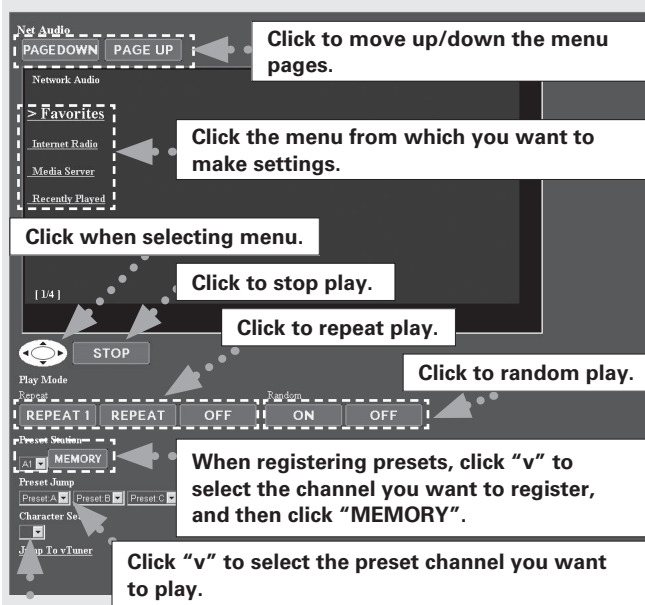 Net Audio
PAGEDOWN PAGE UP
Click to move up/down the menu
pages.
Network Audio
> Favorites
Internet Radio
Media Server
Recently Played
Click the menu from which you want to
make settings.
Click when selecting menu.
[ 1/4 ]
Click to stop play.
STOP
Click to repeat play.
Play Mode
Click to random play.
Repeat Random
REPEAT 1 REPEAT OFF ON OFF
Preset Station
A1 MEMORY
When registering presets, click “v” to
select the channel you want to register,
and then click “MEMORY”.
Preset Jump
Preset:A Preset:B Preset:C
Character
Jump To vTuner
Click “v” to select the preset channel you want
to play.